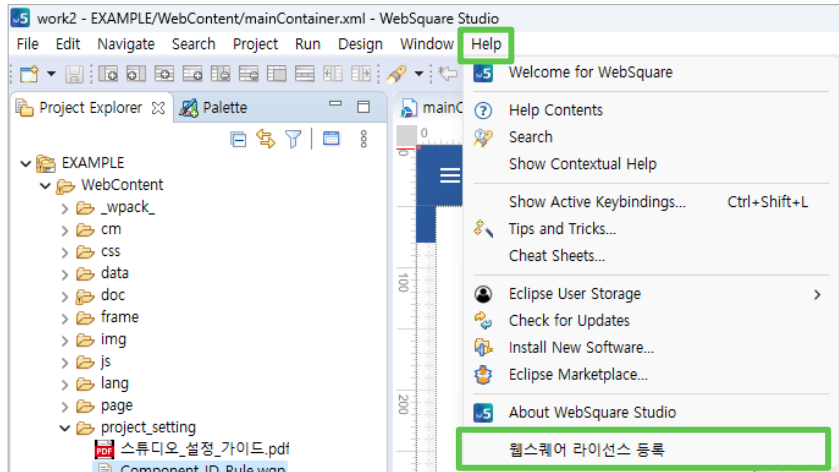 work2 - EXAMPLE/WebContent/mainContainer.xml - WebSquare Studio
File Edit Navigate Search Project Run Design Window Help
Project Explorer Palette
EXAMPLE
WebContent
_wpack_
cm
css
data
doc
frame
img
js
lang
page
project_setting
스튜디오_설정_가이드.pdf
Component_ID_Rule.wgp
mainC
0
0
100
200
Welcome for WebSquare
Help Contents
Search
Show Contextual Help
Show Active Keybindings... Ctrl+Shift+L
Tips and Tricks...
Cheat Sheets...
Eclipse User Storage
Check for Updates
Install New Software...
Eclipse Marketplace...
About WebSquare Studio
웹스퀘어 라이선스 등록